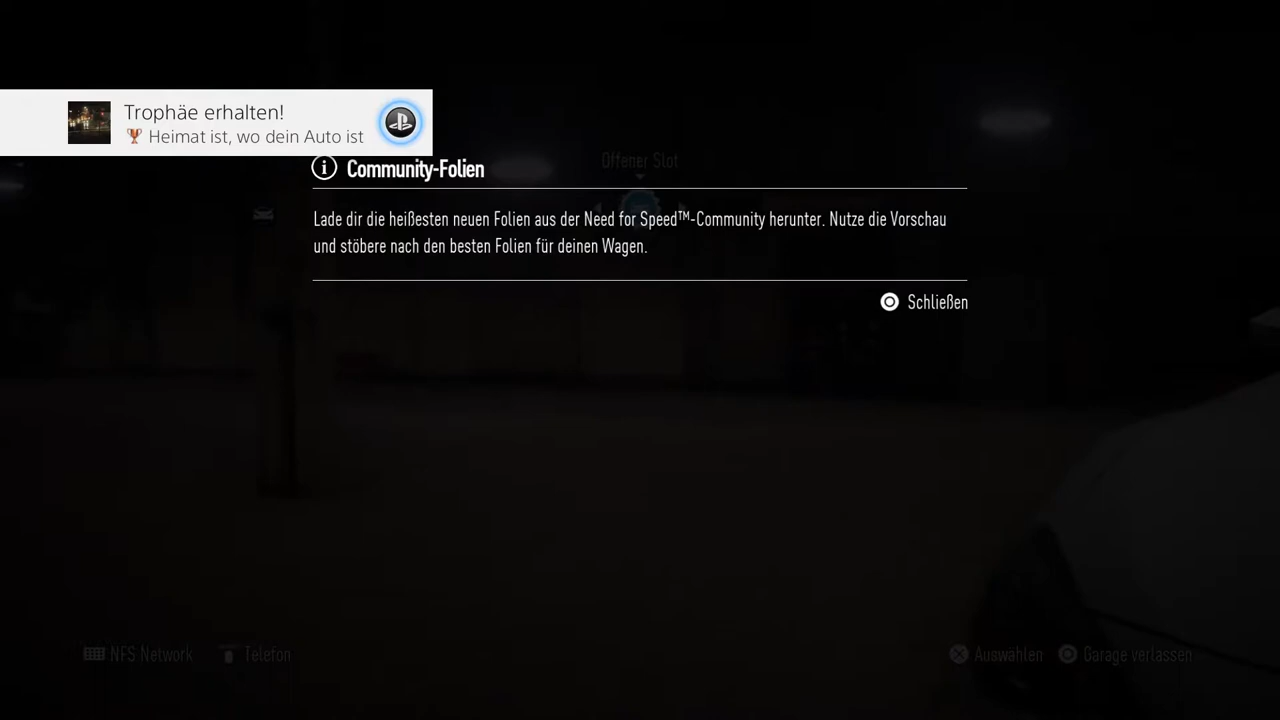 Trophäe erhalten!
Heimat ist, wo dein Auto ist
Community-Folien
Offener Slot
Lade dir die heißesten neuen Folien aus der Need for Speed™-Community herunter. Nutze die Vorschau
und stöbere nach den besten Folien für deinen Wagen.
Schließen
NFS Network
Telefon
Auswählen
Garage verlassen